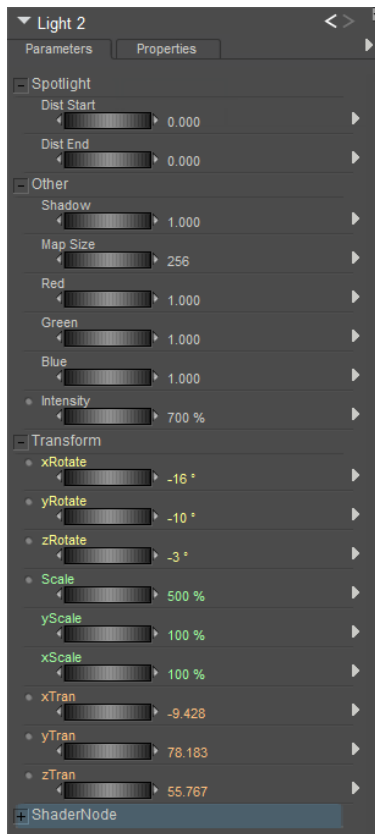 Light 2
Parameters Properties
Spotlight
Dist Start
0.000
Dist End
0.000
Other
Shadow
1.000
Map Size
256
Red
1.000
Green
1.000
Blue
1.000
Intensity
700 %
Transform
xRotate
-16 °
yRotate
-10 °
zRotate
-3 °
Scale
500 %
yScale
100 %
xScale
100 %
xTran
-9.428
yTran
78.183
zTran
55.767
ShaderNode